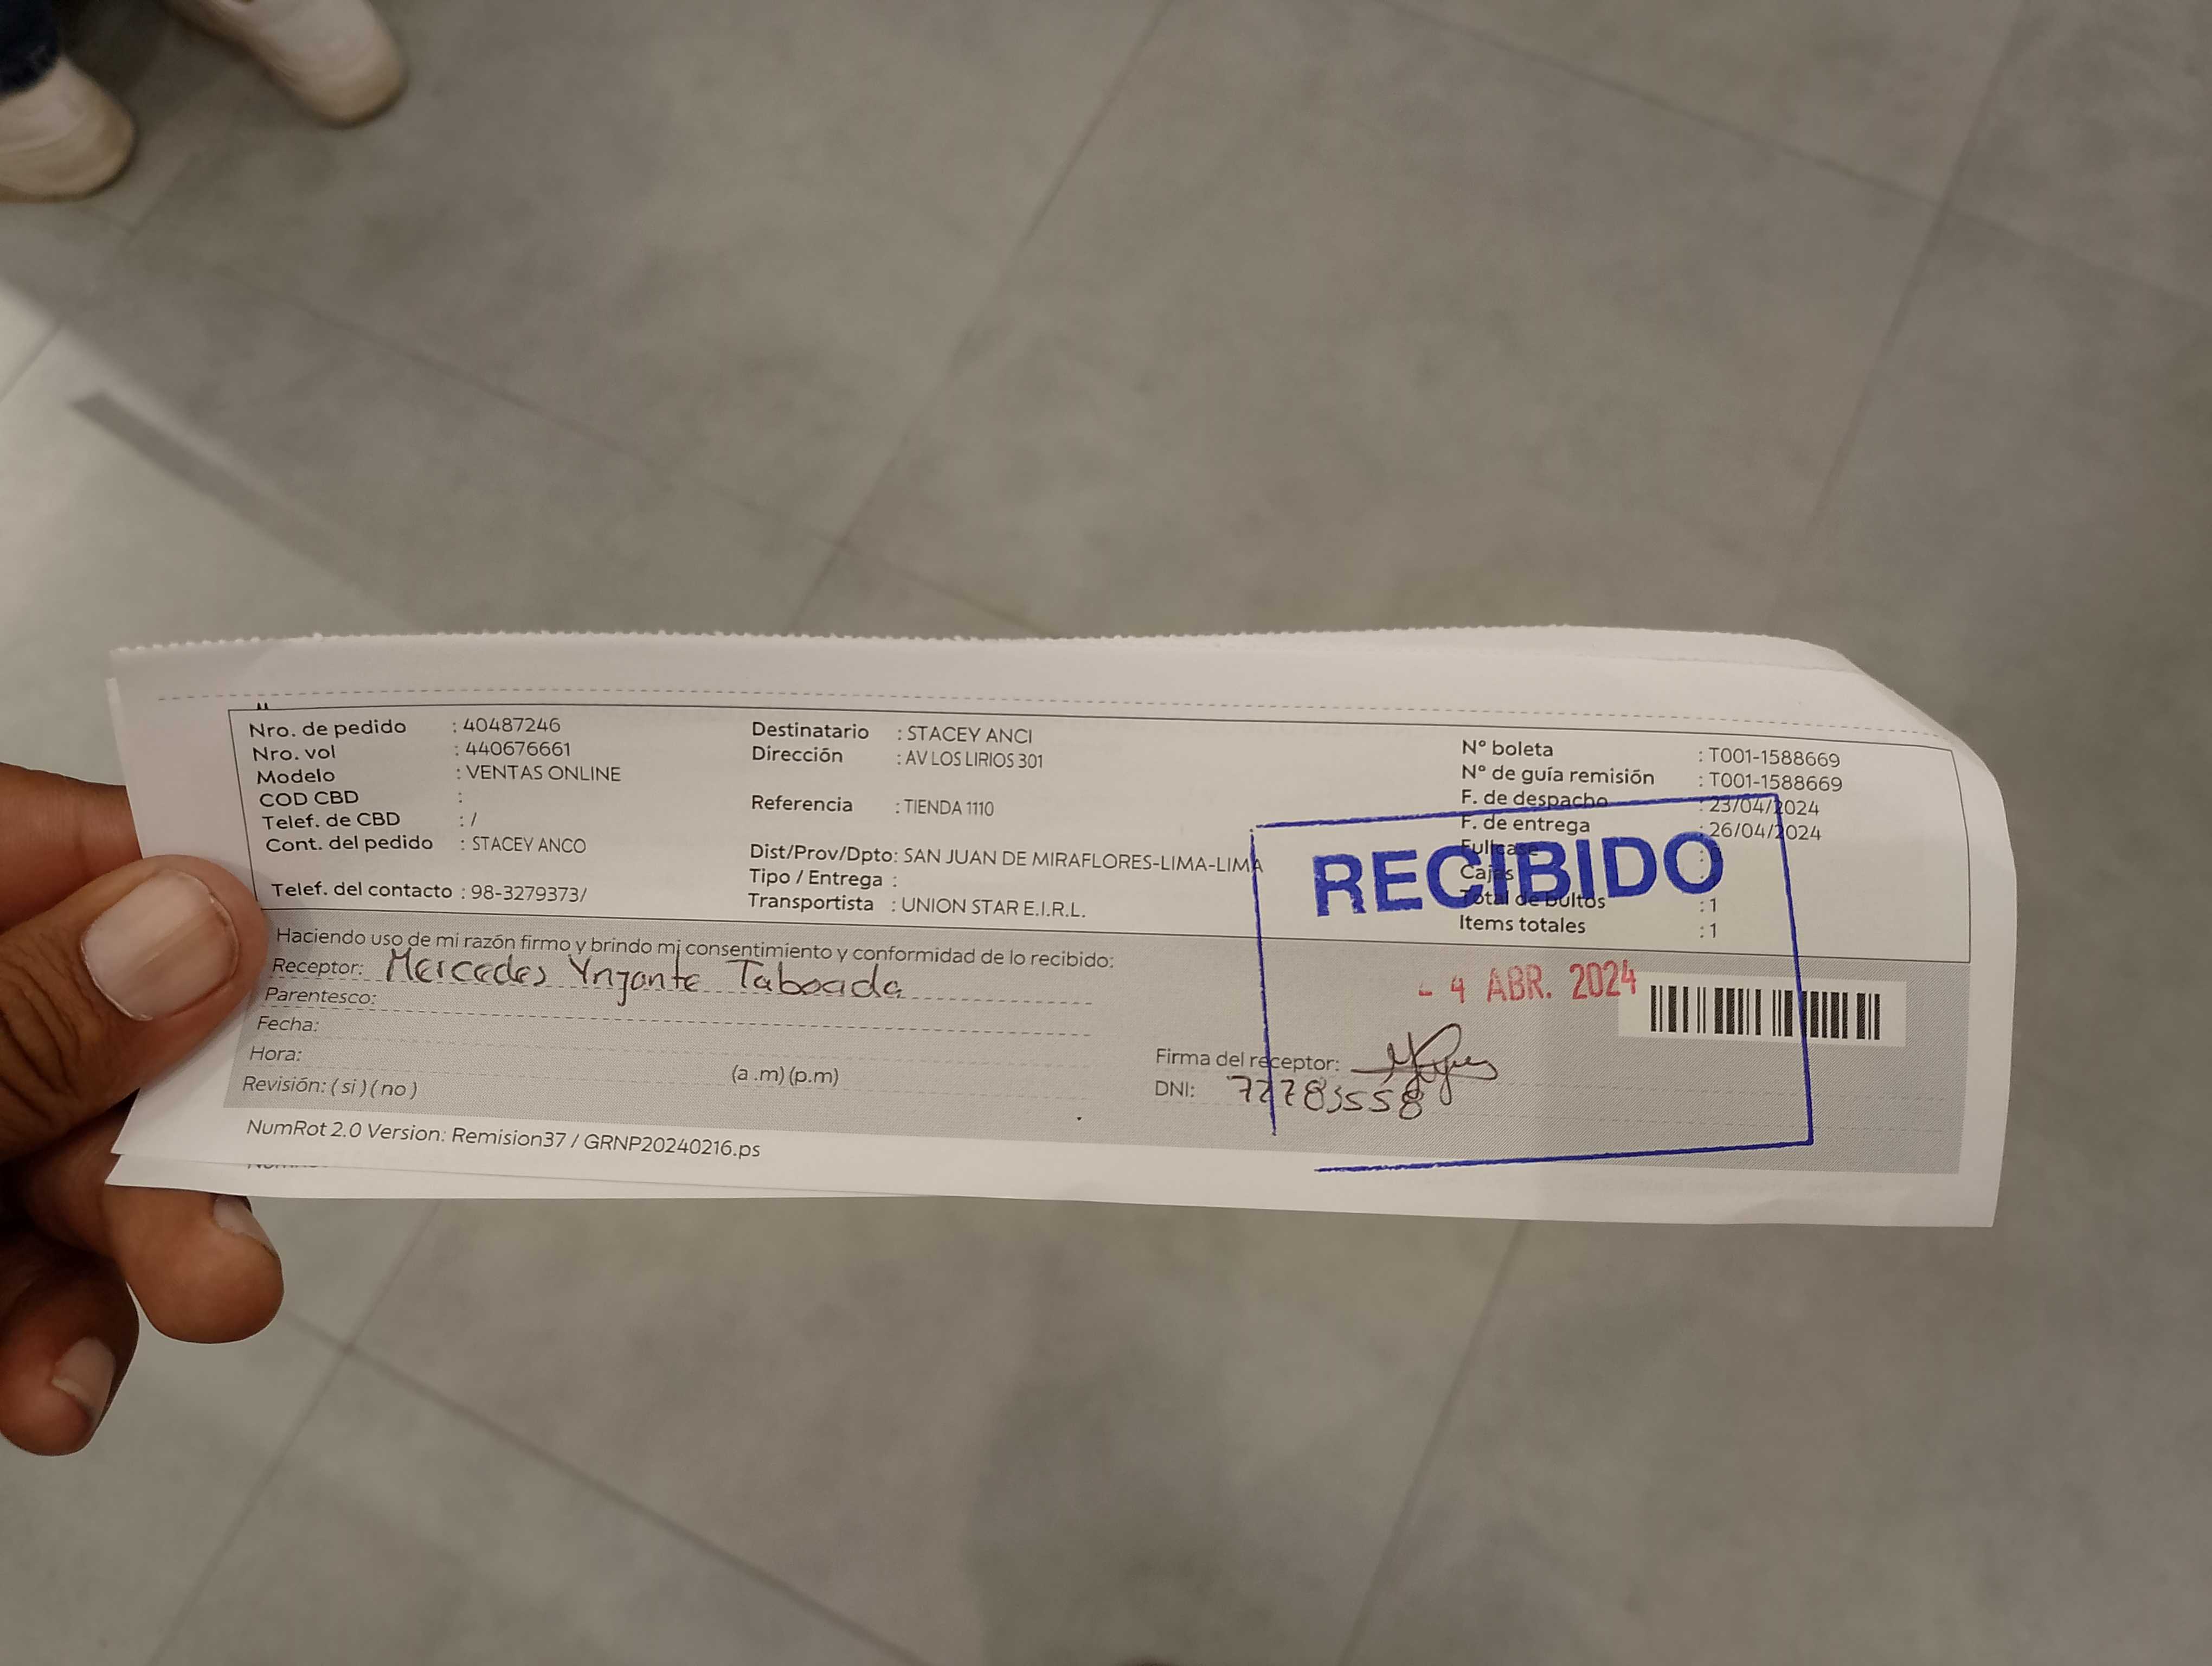 Nro. de pedido : 40487246
Nro. vol : 440676661
Modelo : VENTAS ONLINE
COD CBD :
Telef. de CBD : /
Cont. del pedido : STACEY ANCO
Telef. del contacto : 98-3279373/
Destinatario : STACEY ANCI
Dirección : AV LOS LIRIOS 301
Referencia : TIENDA 1110
Dist/Prov/Dpto: SAN JUAN DE MIRAFLORES-LIMA-LIMA
Tipo / Entrega :
Transportista : UNION STAR E.I.R.L.
N° boleta : T001-1588669
N° de guía remisión : T001-1588669
F. de despacho : 23/04/2024
F. de entrega : 26/04/2024
Fullcase :
Cajas :
Total de bultos : 1
Items totales : 1
RECIBIDO
- 4 ABR. 2024
Haciendo uso de mi razón firmo y brindo mi consentimiento y conformidad de lo recibido:
Receptor: Mercedes Taboada
Parentesco:
Fecha:
Hora: (a .m) (p.m)
Revisión: ( si ) ( no )
Firma del receptor:
DNI: 72783558
NumRot 2.0 Version: Remision37 / GRNP20240216.ps